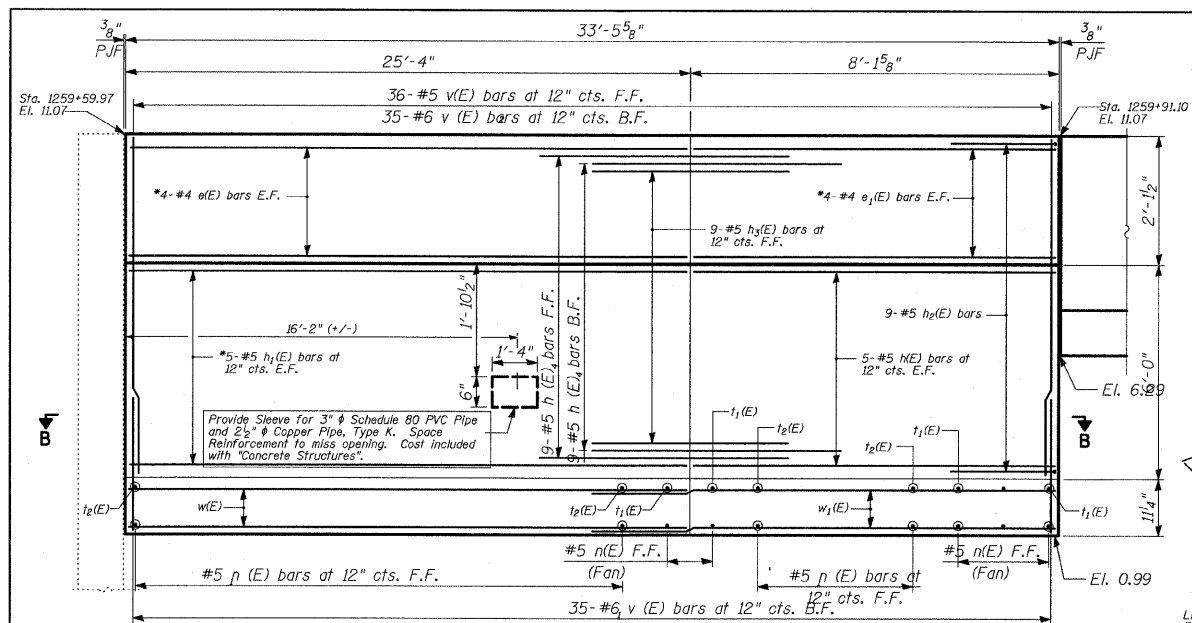 3/8"
PJF
33'-5 5/8"
3/8"
PJF
25'-4"
8'-1 5/8"
Sta. 1259+59.97
El. 11.07
36-#5 v(E) bars at 12" cts. F.F.
35-#6 v (E) bars at 12" cts. B.F.
2
Sta. 1259+91.10
El. 11.07
*4-#4 e(E) bars E.F.
*4-#4 e1(E) bars E.F.
2'-1 1/2"
9-#5 h3(E) bars at
12" cts. F.F.
1'-10 1/2"
9-#5 h (E) bars F.F.
4
9-#5 h (E) bars B.F.
4
9-#5 h2(E) bars
16'-2" (+/-)
1'-4"
*5-#5 h1(E) bars at
12" cts. E.F.
5-#5 h(E) bars at
12" cts. E.F.
6"
'-0"
El. 6.29
B
Provide Sleeve for 3" φ Schedule 80 PVC Pipe
and 2 1/2" φ Copper Pipe, Type K. Space
Reinforcement to miss opening. Cost included
with "Concrete Structures".
B
t1(E)
t2(E)
t1(E)
t2(E)
t2(E)
w(E)
t2(E)
t1(E)
w1(E)
t1(E)
11 1/4"
#5 n(E) F.F.
(Fan)
#5 n(E) F.F.
(Fan)
#5 n (E) bars at 12" cts. F.F.
#5 n (E) bars at
12" cts. F.F.
El. 0.99
35-#6 v (E) bars at 12" cts. B.F.
1